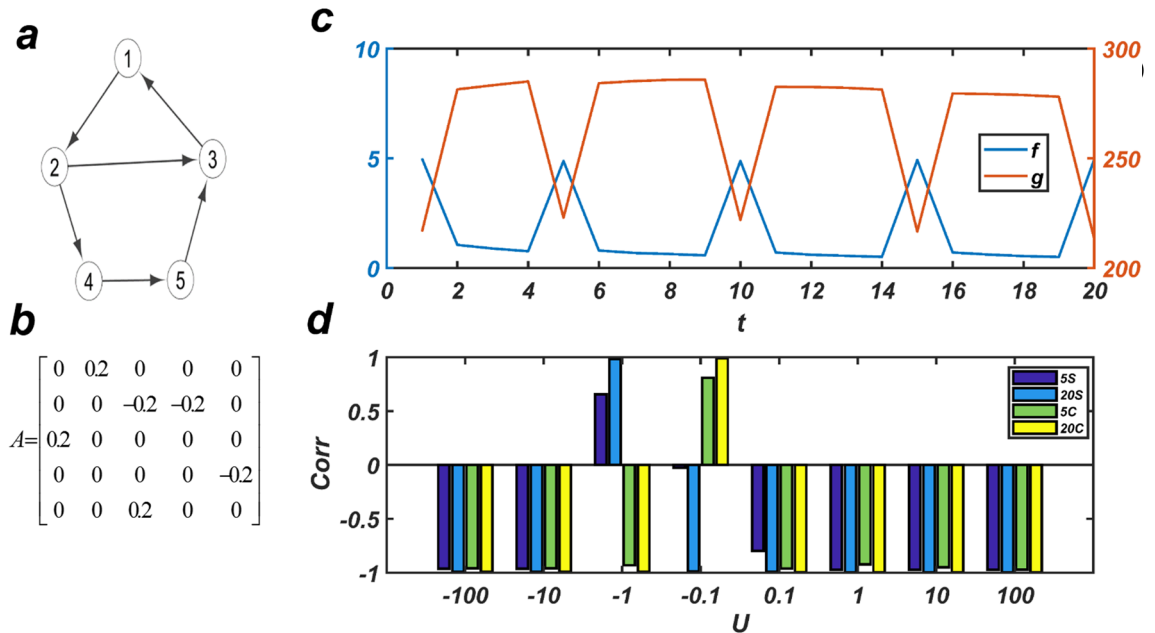 a
1
2
3
4
5
b
A=
0 0.2 0 0 0
0 0 −0.2 −0.2 0
0.2 0 0 0 0
0 0 0 0 −0.2
0 0 0.2 0 0
c
10
5
0
300
250
200
)
f
g
0 2 4 6 8 10 12 14 16 18 20
t
d
1
0.5
0
-0.5
-1
Corr
5S
20S
5C
20C
-100 -10 -1 -0.1 0.1 1 10 100
U